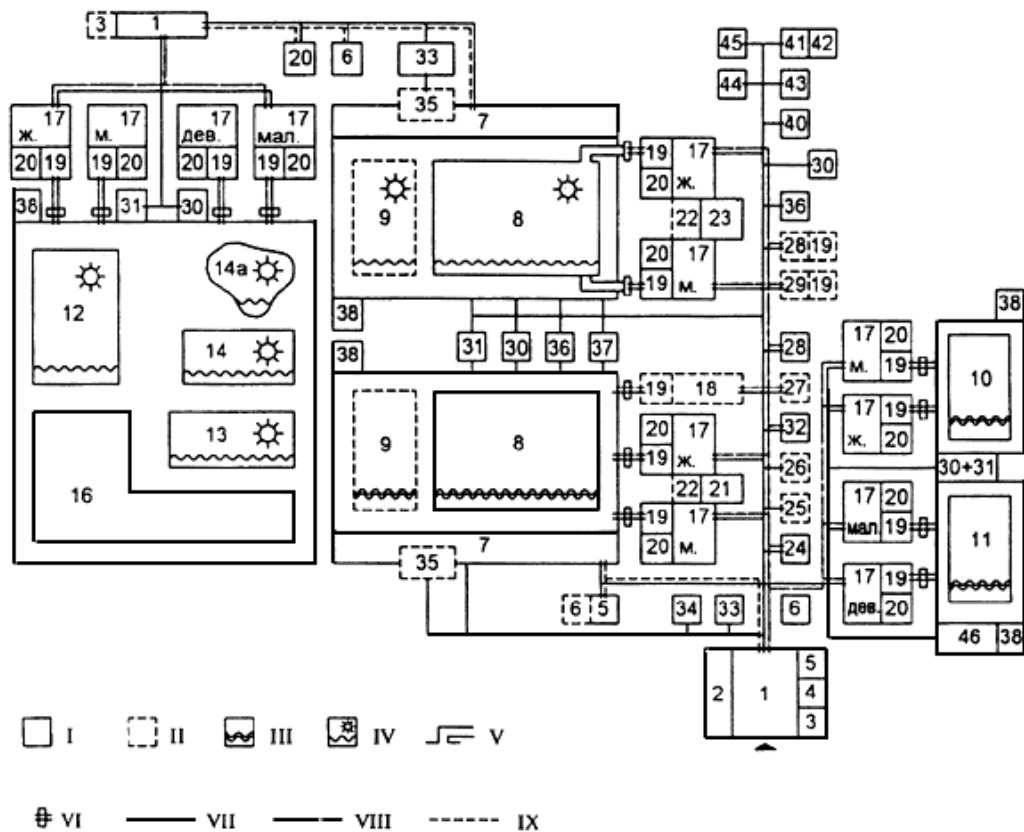 3 1
20 6 33
45 41 42
44 43
40
30
36
28 19
29 19
28
27
32
26
25
24
6
35
7
17 ж. 20 19
17 м. 19 20
17 дев. 20 19
17 мал. 19 20
38 31 30
12 14а
14
13
16
9 8
38
19 17 20 ж.
22 23
20 17 19 м.
31 30 36 37
38
9 8
19 18
20 17 19 ж.
22 21
19 17 20 м.
7
35
6 5
34 33
38
17 20 м. 19
10
17 19 ж. 20
30+31
17 20 мал. 19
11
17 19 дев. 20
46 38
2 1 5
4
3
I II III IV V
VI VII VIII IX